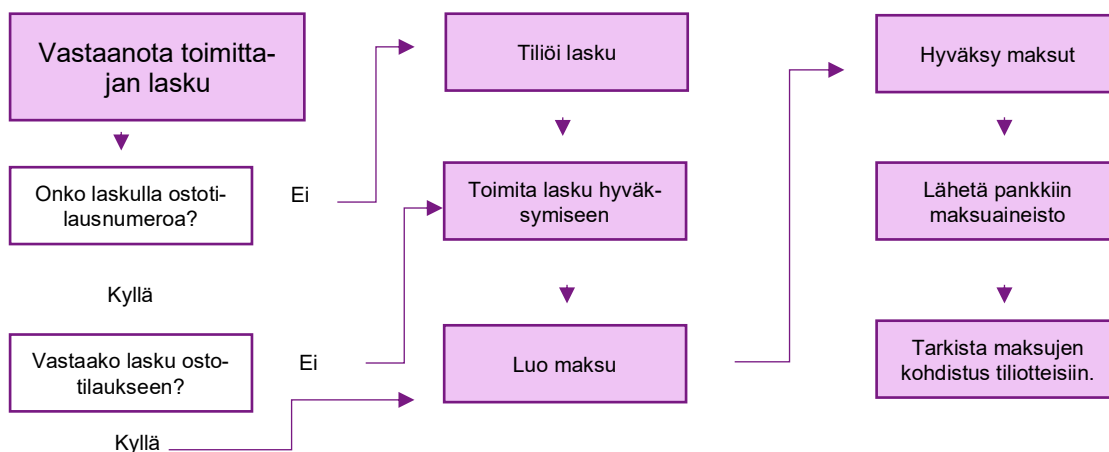 Vastaanota toimitta-
jan lasku
Onko laskulla ostoti-
lausnumeroa?
Ei
Kyllä
Vastaako lasku osto-
tilaukseen?
Ei
Kyllä
Tiliöi lasku
Toimita lasku hyväk-
symiseen
Luo maksu
Hyväksy maksut
Lähetä pankkiin
maksuaineisto
Tarkista maksujen
kohdistus tiliotteisiin.